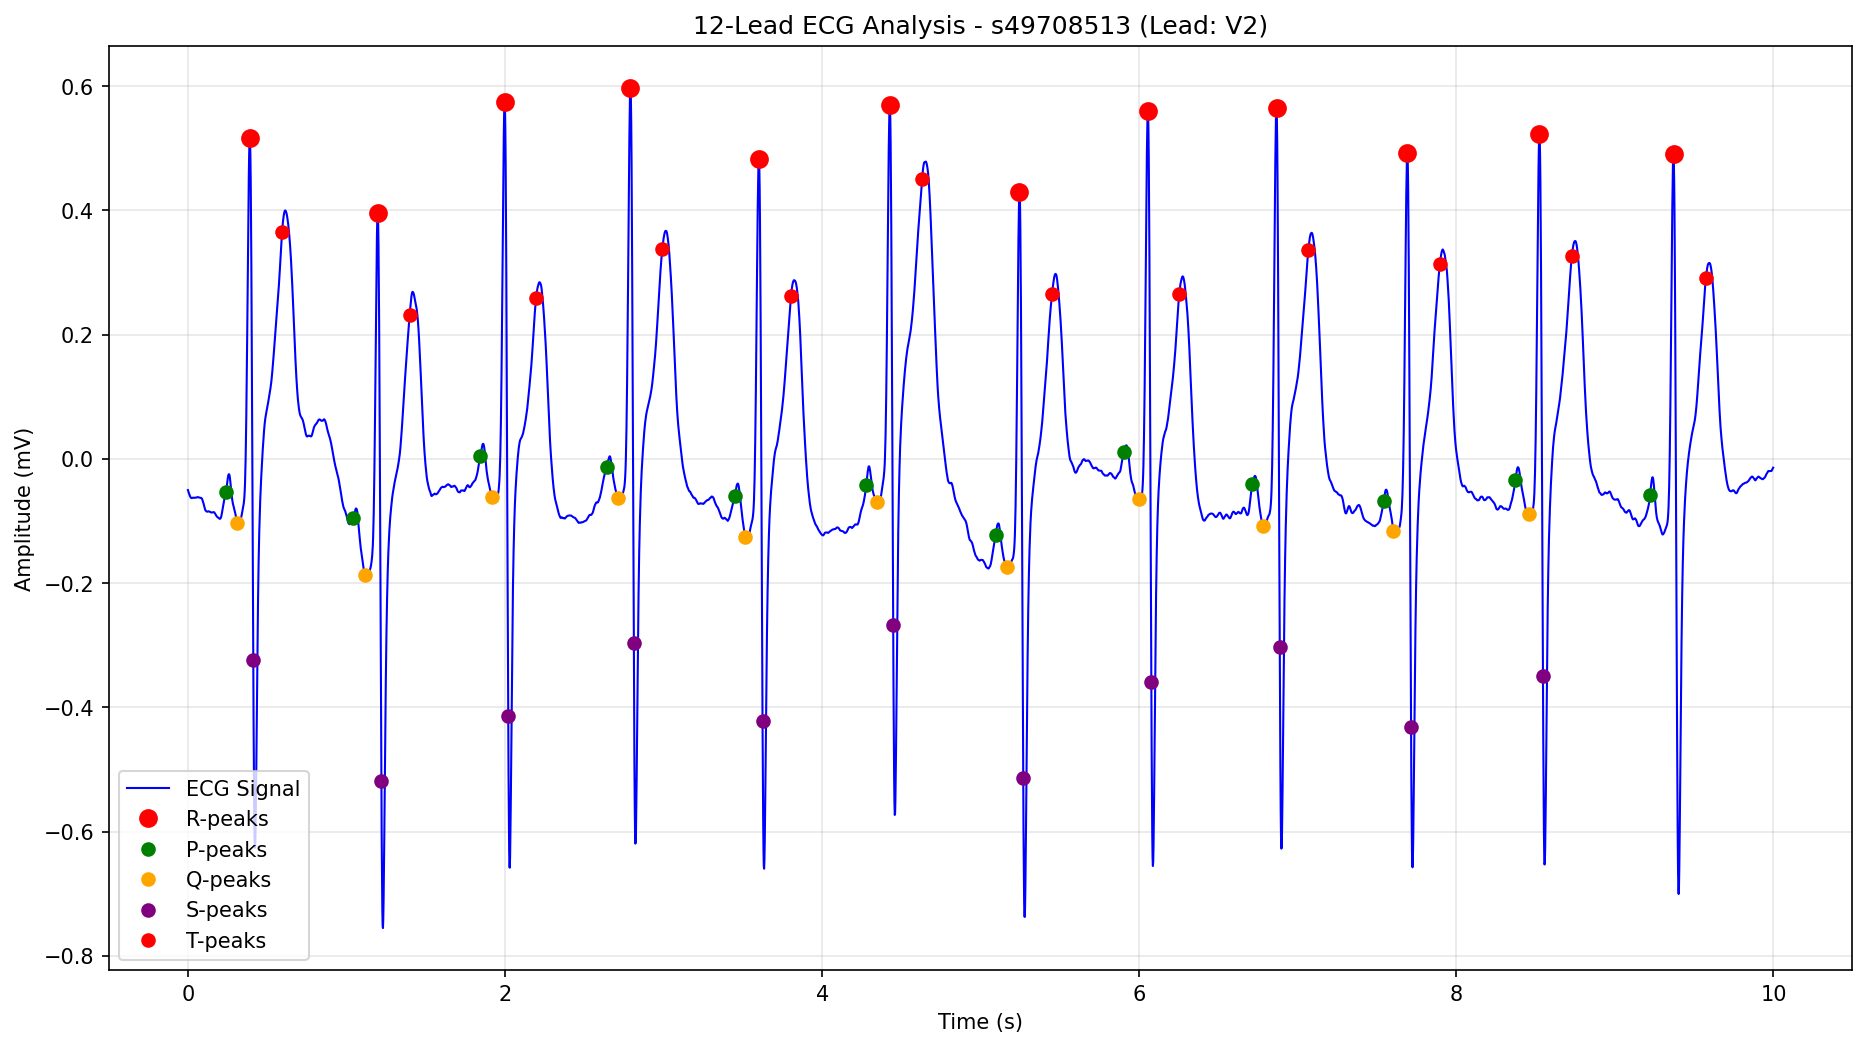 12-Lead ECG Analysis - s49708513 (Lead: V2)
Amplitude (mV)
0.6
0.4
0.2
0.0
−0.2
−0.4
−0.6
−0.8
ECG Signal
R-peaks
P-peaks
Q-peaks
S-peaks
T-peaks
0 2 4 6 8 10
Time (s)